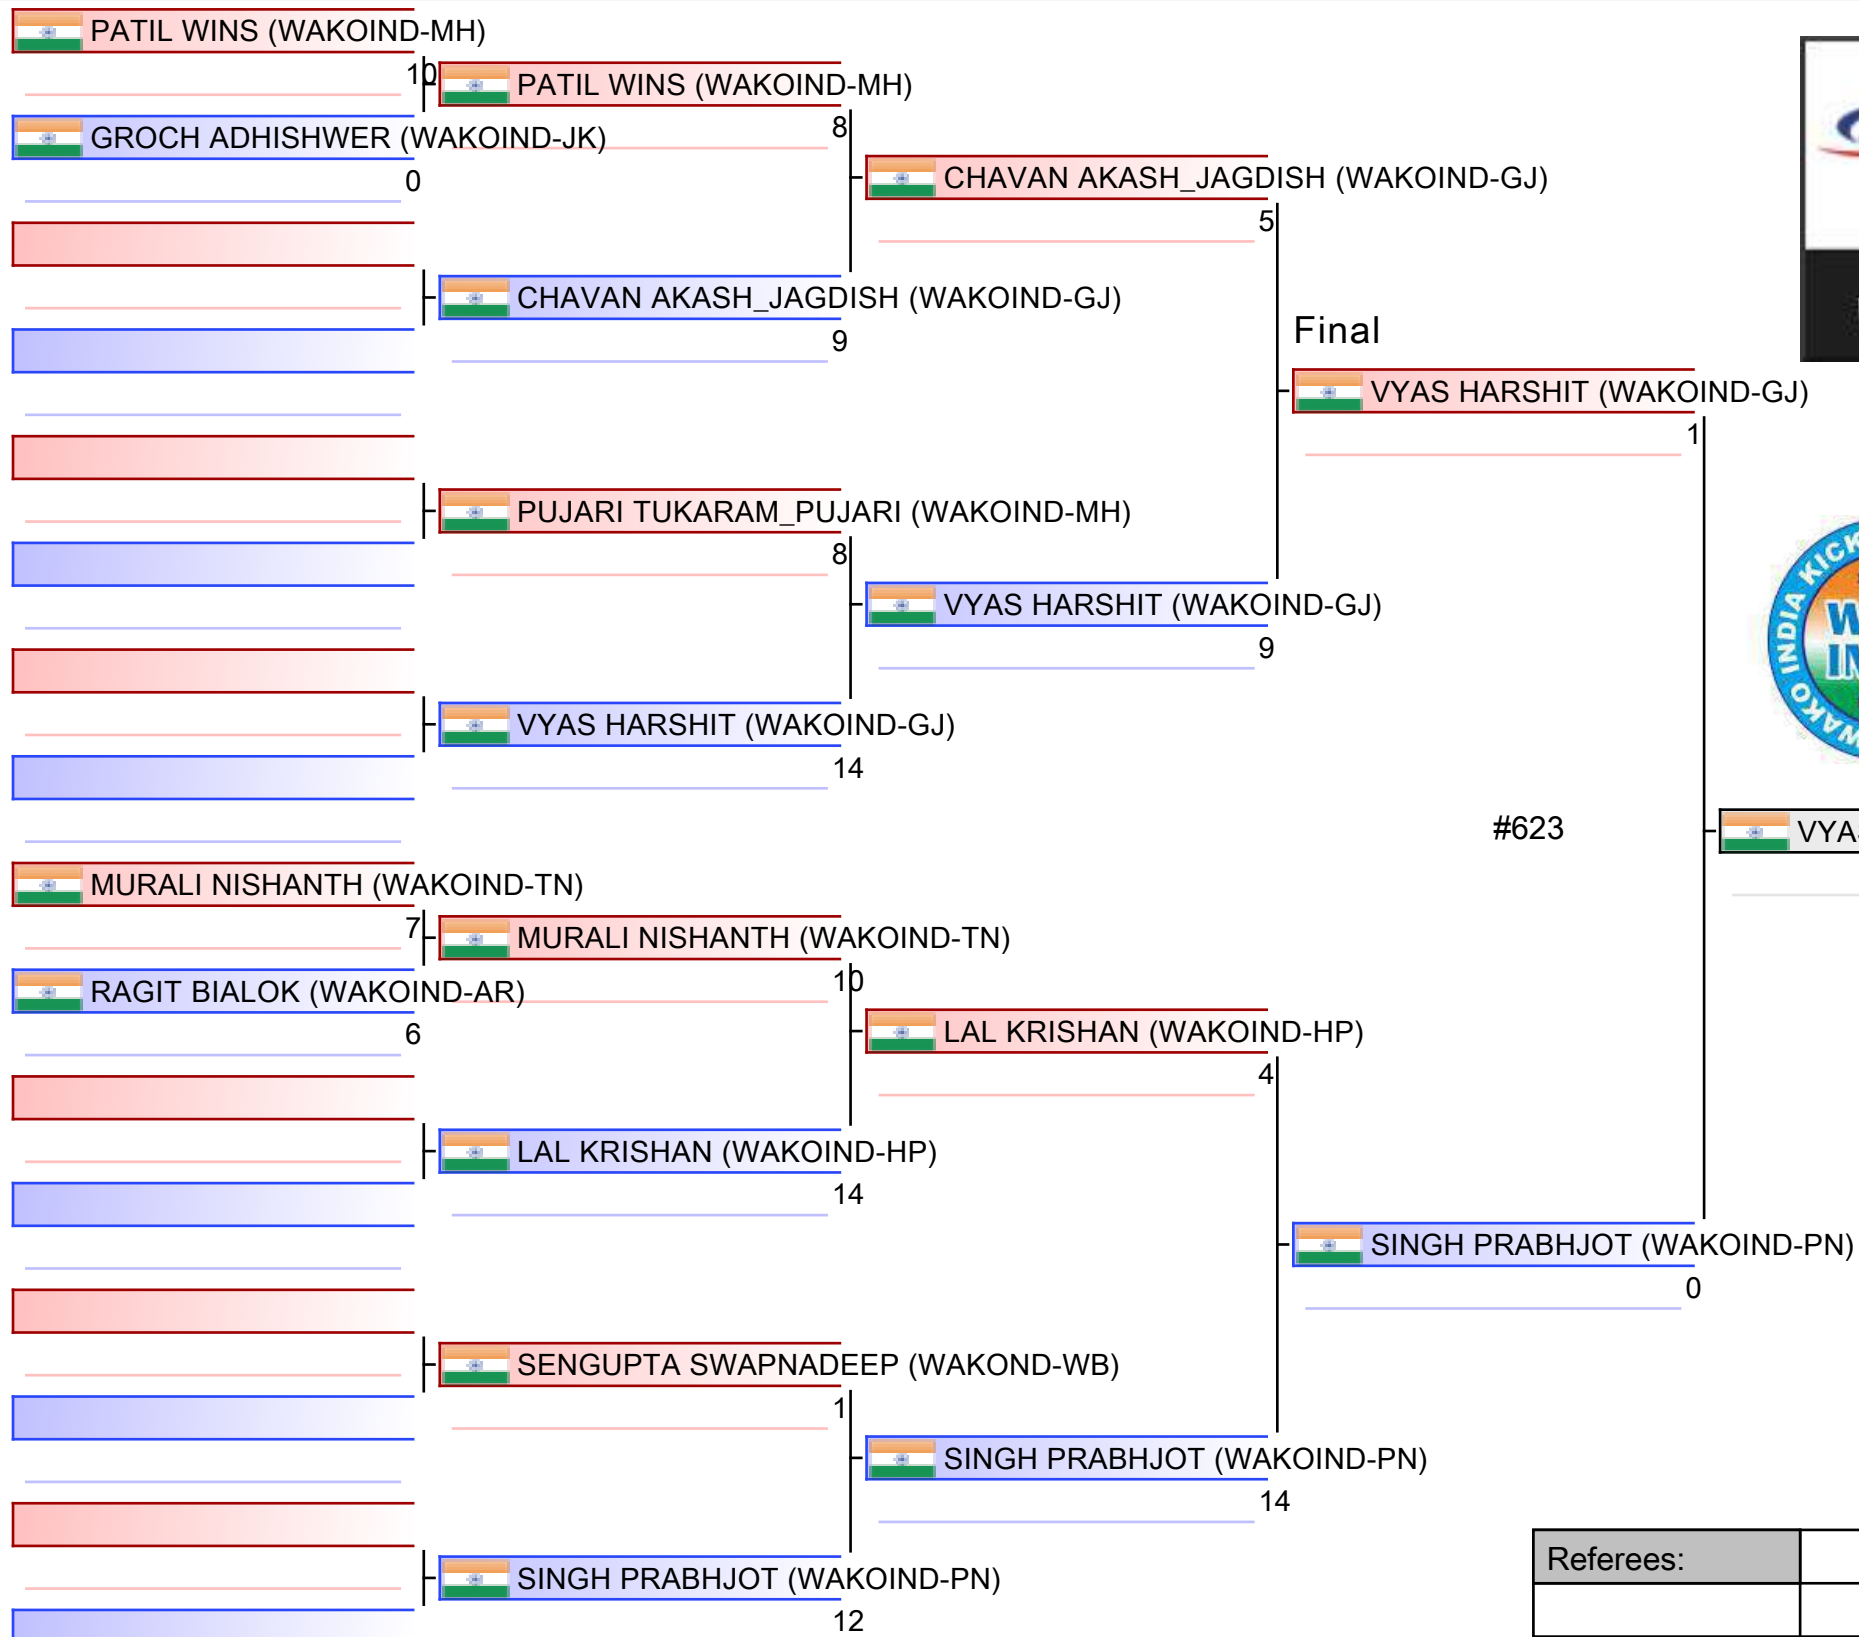 PATIL WINS (WAKOIND-MH)
10
PATIL WINS (WAKOIND-MH)
8
GROCH ADHISHWER (WAKOIND-JK)
0
CHAVAN AKASH_JAGDISH (WAKOIND-GJ)
5
CHAVAN AKASH_JAGDISH (WAKOIND-GJ)
9
Final
VYAS HARSHIT (WAKOIND-GJ)
1
PUJARI TUKARAM_PUJARI (WAKOIND-MH)
8
VYAS HARSHIT (WAKOIND-GJ)
9
INDIA KICK
WAKO
VYAS HARSHIT (WAKOIND-GJ)
14
#623
MURALI NISHANTH (WAKOIND-TN)
7
MURALI NISHANTH (WAKOIND-TN)
10
RAGIT BIALOK (WAKOIND-AR)
6
LAL KRISHAN (WAKOIND-HP)
4
LAL KRISHAN (WAKOIND-HP)
14
SINGH PRABHJOT (WAKOIND-PN)
0
SENGUPTA SWAPNADEEP (WAKOND-WB)
1
SINGH PRABHJOT (WAKOIND-PN)
14
Referees:
SINGH PRABHJOT (WAKOIND-PN)
12